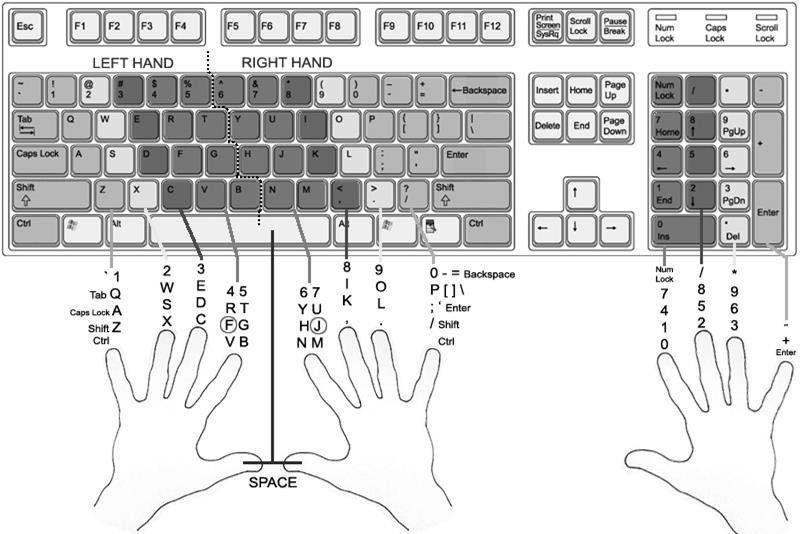 Esc F1 F2 F3 F4 F5 F6 F7 F8 F9 F10 F11 F12 Print Screen SysRq Scroll Lock Pause Break Num Lock Caps Lock Scroll Lock
LEFT HAND RIGHT HAND
~ ` ! 1 @ 2 # 3 $ 4 % 5 ^ 6 & 7 * 8 ( 9 ) 0 - - + = ←Backspace Insert Home Page Up Num Lock / * -
Tab Q W E R T Y U I O P { [ } ] | \ Delete End Page Down 7 Home 8 ↑ 9 PgUp +
Caps Lock A S D F G H J K L : ; " , Enter 4 ← 5 6 →
Shift Z X C V B N M < , > . ? / Shift ↑ 1 End 2 ↓ 3 PgDn Enter
Ctrl Alt Alt Ctrl ← ↓ → 0 Ins • Del
` 1 2 3 4 5 6 7 8 9 0 - = Backspace Num Lock / *
Tab Q W E R T Y U I O P [ ] \ 7 8 9
Caps Lock A S D F G H J K L ; ' Enter 4 5 6
Shift Z X C V B N M , . / Shift 1 2 3 -
Ctrl Ctrl 0 +
Enter
SPACE